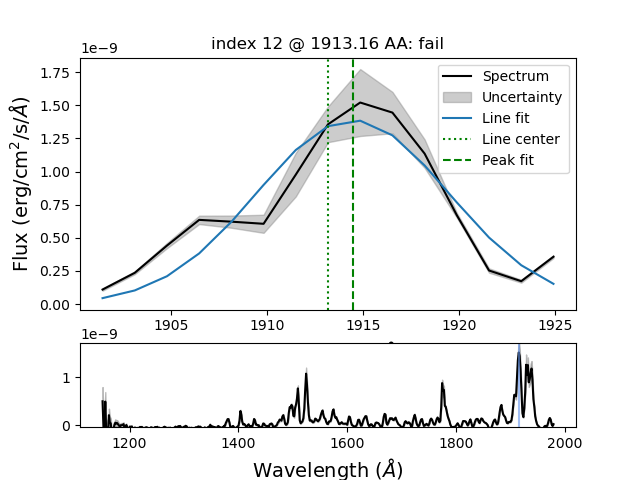 index 12 @ 1913.16 AA: fail
1e−9
Flux (erg/cm²/s/Å)
1.75
1.50
1.25
1.00
0.75
0.50
0.25
0.00
Spectrum
Uncertainty
Line fit
Line center
Peak fit
1905 1910 1915 1920 1925
1e−9
1
0
1200 1400 1600 1800 2000
Wavelength (Å)